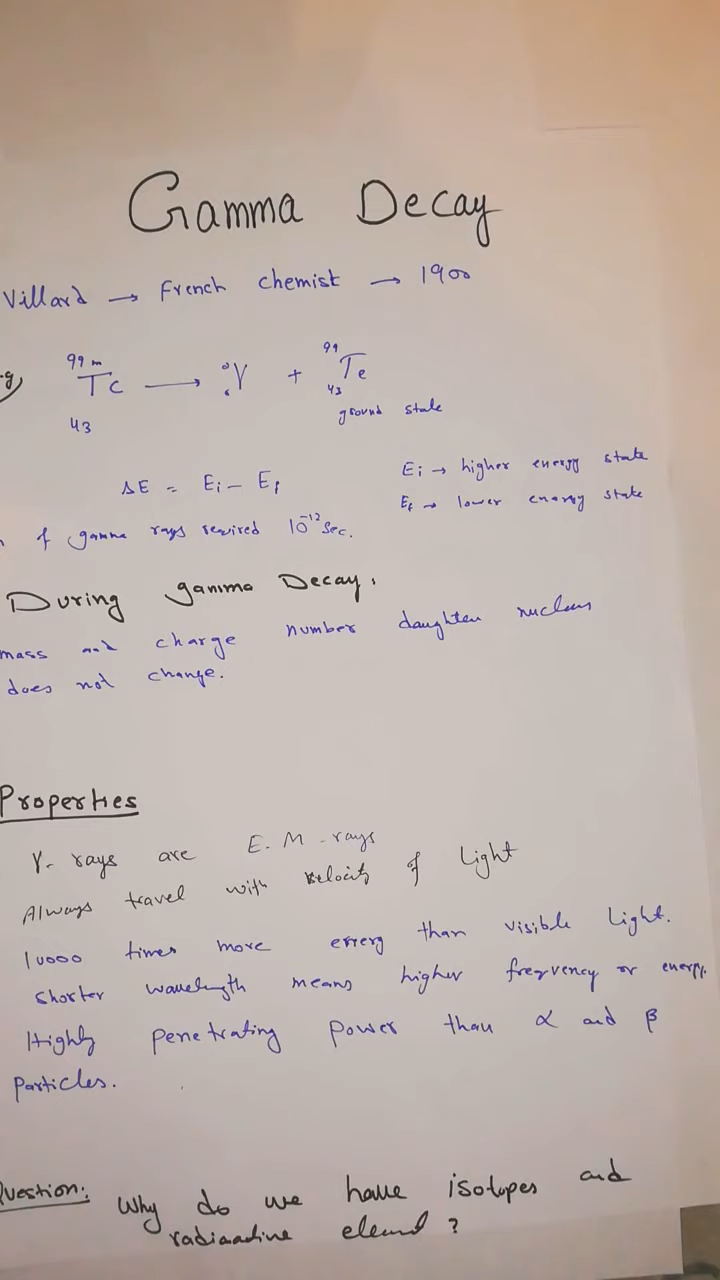 Gamma Decay
Villard → French chemist → 1900
99m Tc 43 → 0 γ 0 + 99 Te 43
ground state
ΔE = Ei - Ef
Ei → higher energy state
Ef → lower energy state
of gamma rays required 10^-12 Sec.
During gamma Decay,
mass and charge number daughter nucleus
does not change.
Properties
γ- rays are E.M-rays
Always travel with velocity of light
10000 times more energy than visible light.
Shorter wavelength means higher frequency or energy.
Highly penetrating power than α and β
particles.
Question: Why do we have isotopes and
radioactive element ?